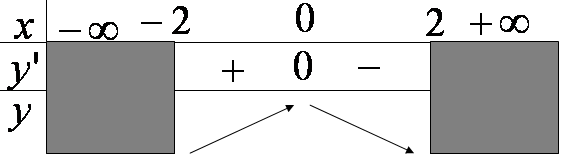 x −∞ −2 0 2 +∞
y' + 0 −
y